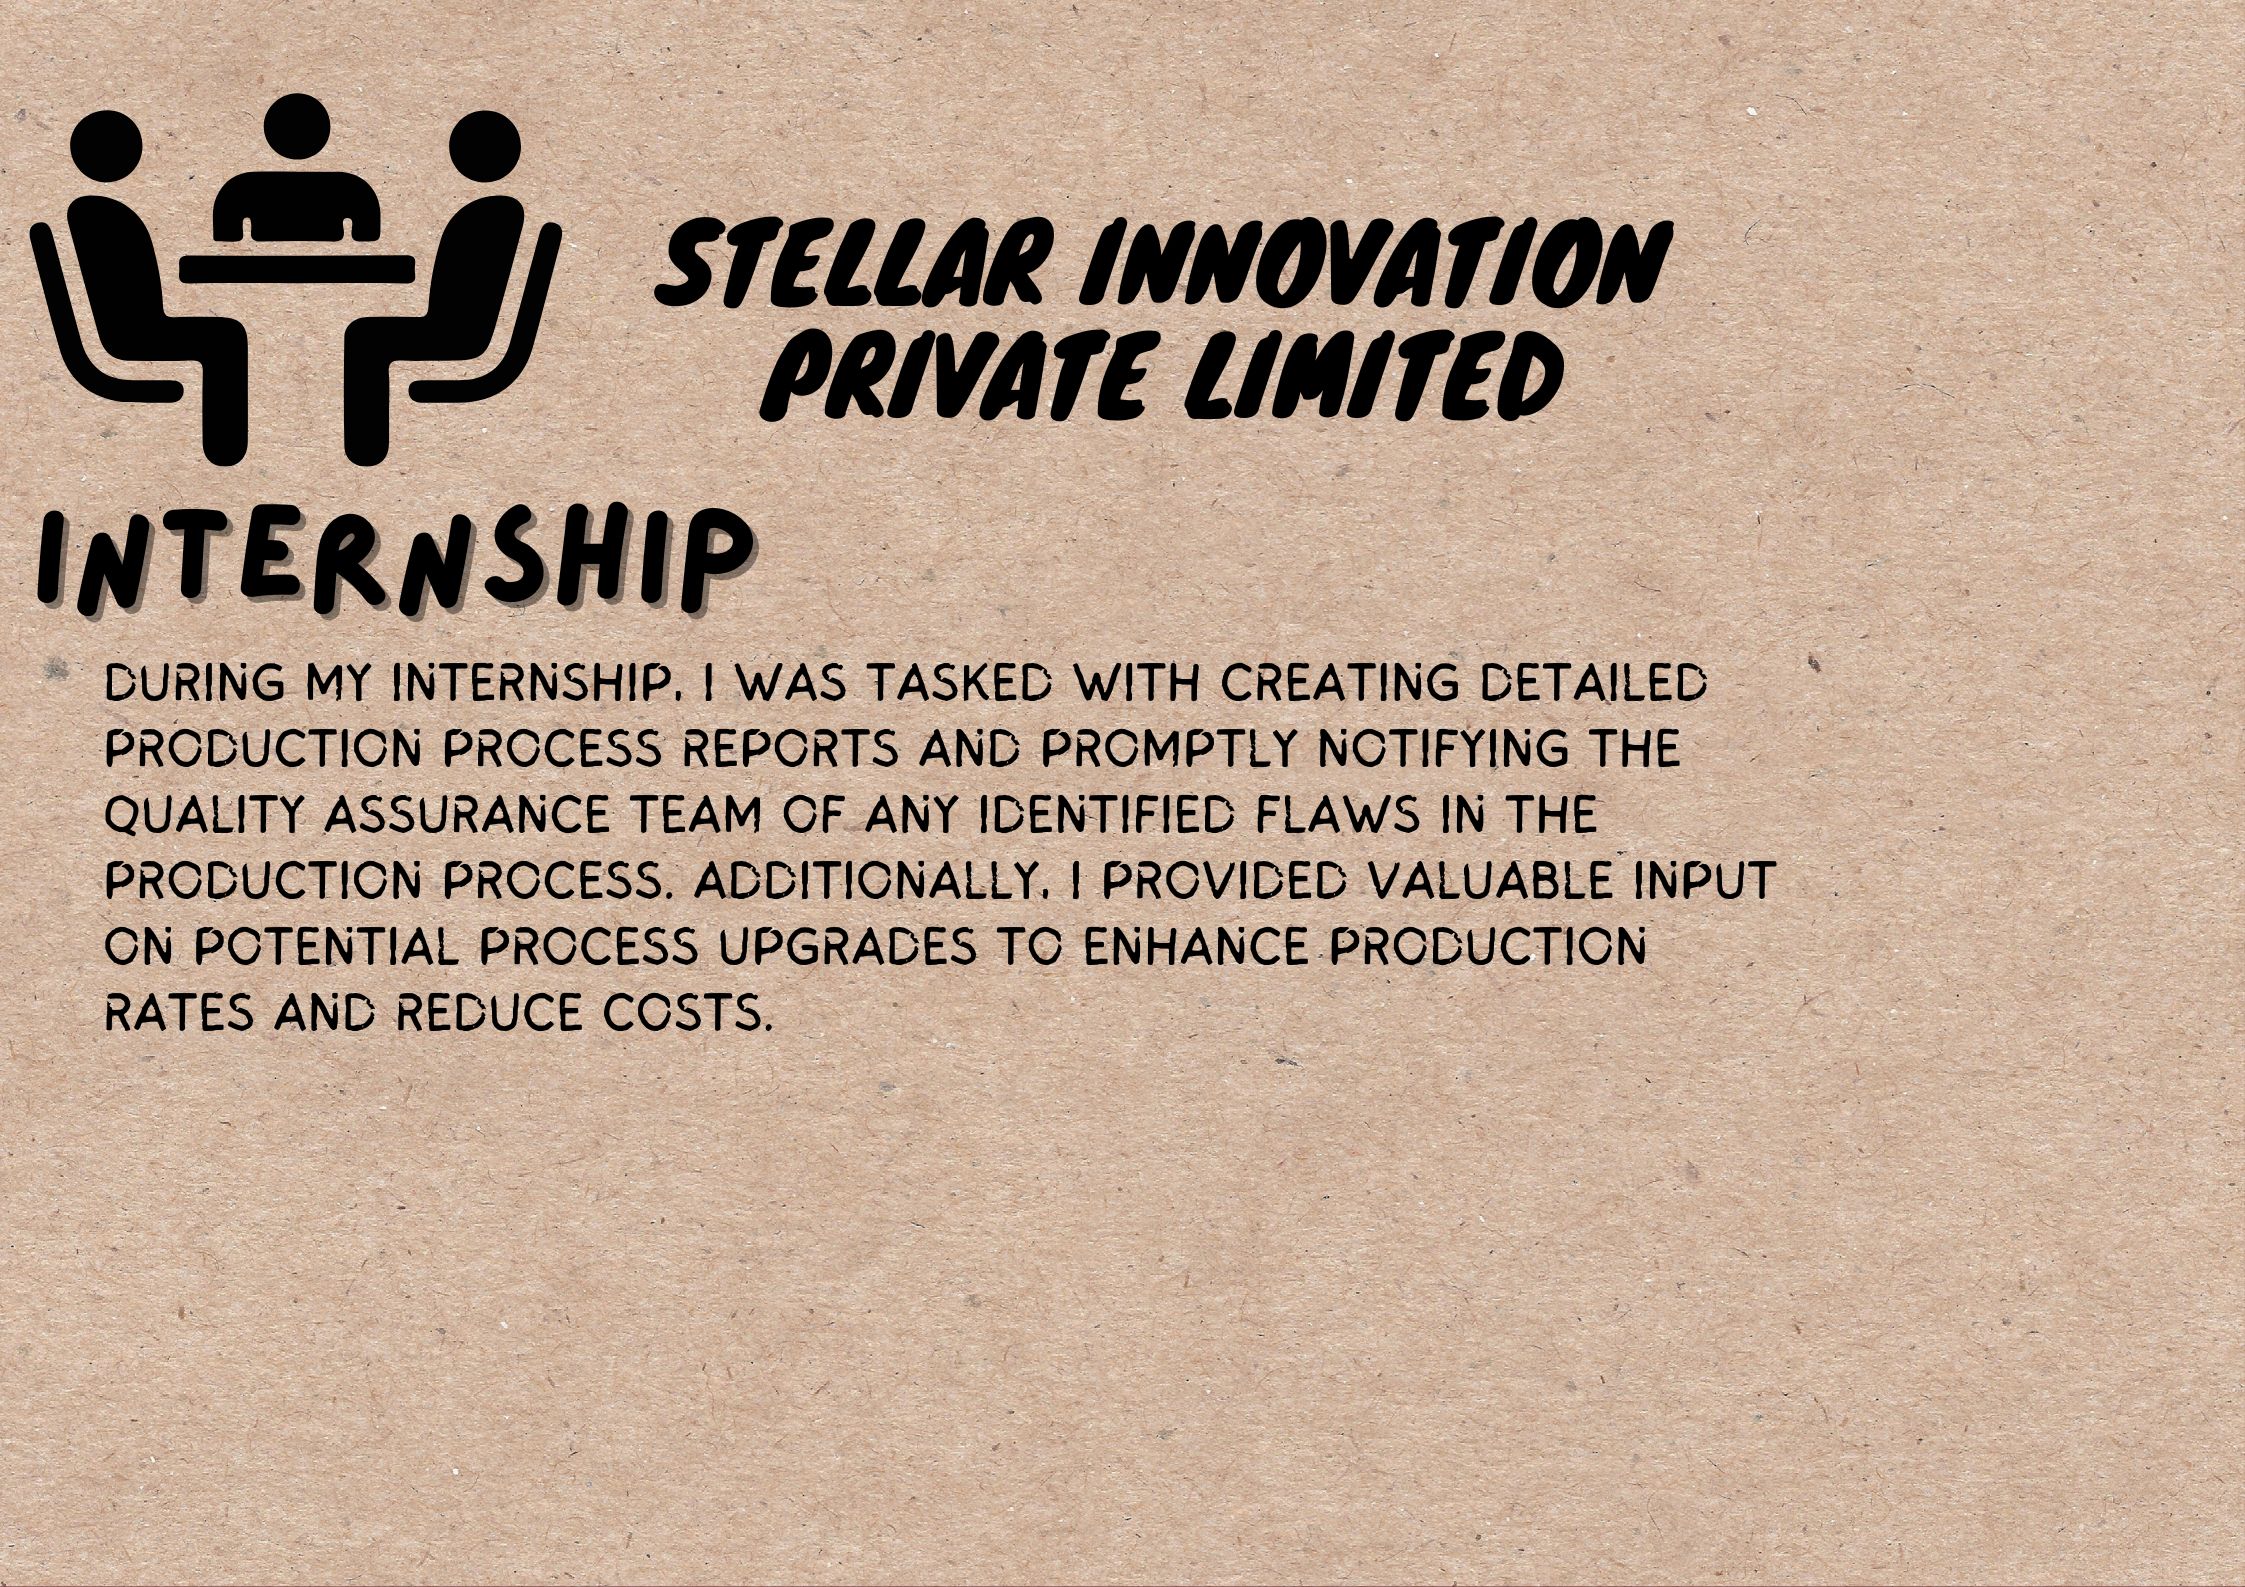 STELLAR INNOVATION
PRIVATE LIMITED
INTERNSHIP
DURING MY INTERNSHIP, I WAS TASKED WITH CREATING DETAILED
PRODUCTION PROCESS REPORTS AND PROMPTLY NOTIFYING THE
QUALITY ASSURANCE TEAM OF ANY IDENTIFIED FLAWS IN THE
PRODUCTION PROCESS. ADDITIONALLY, I PROVIDED VALUABLE INPUT
ON POTENTIAL PROCESS UPGRADES TO ENHANCE PRODUCTION
RATES AND REDUCE COSTS.